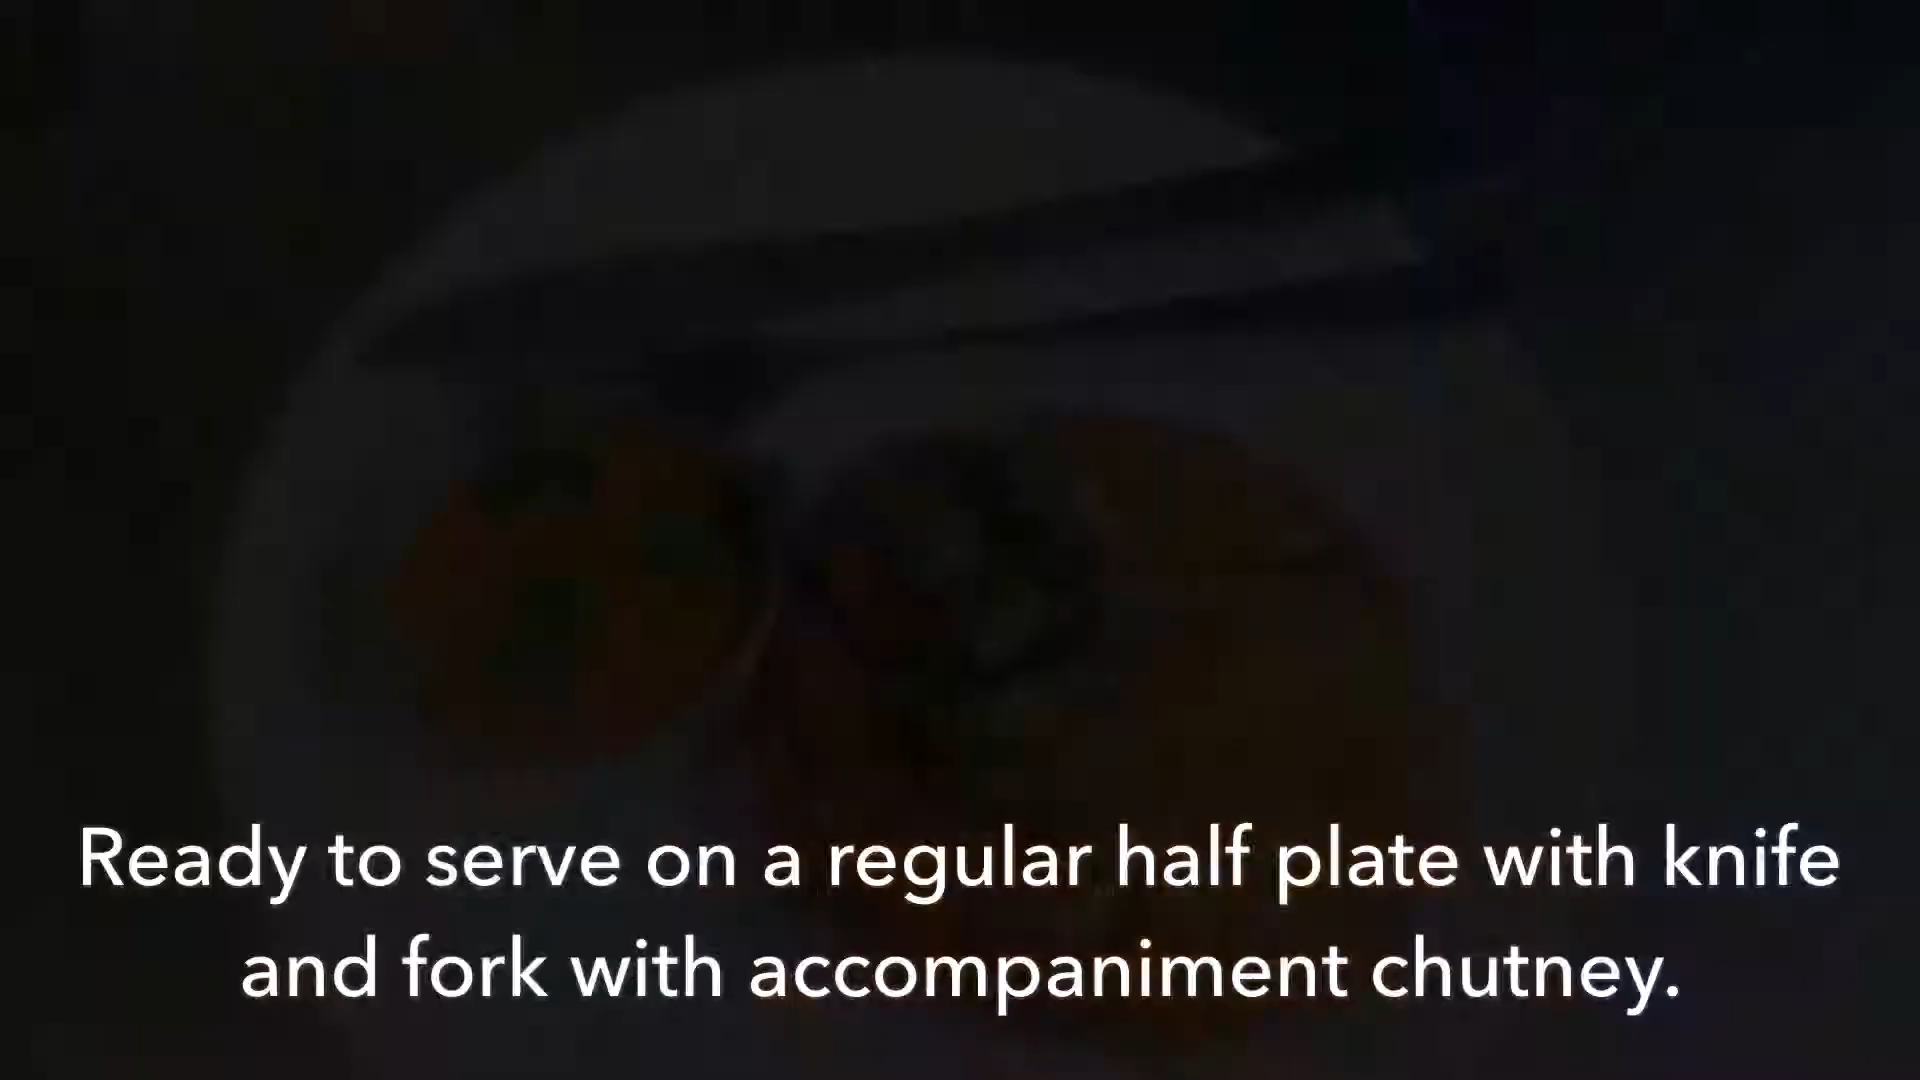 Ready to serve on a regular half plate with knife
and fork with accompaniment chutney.